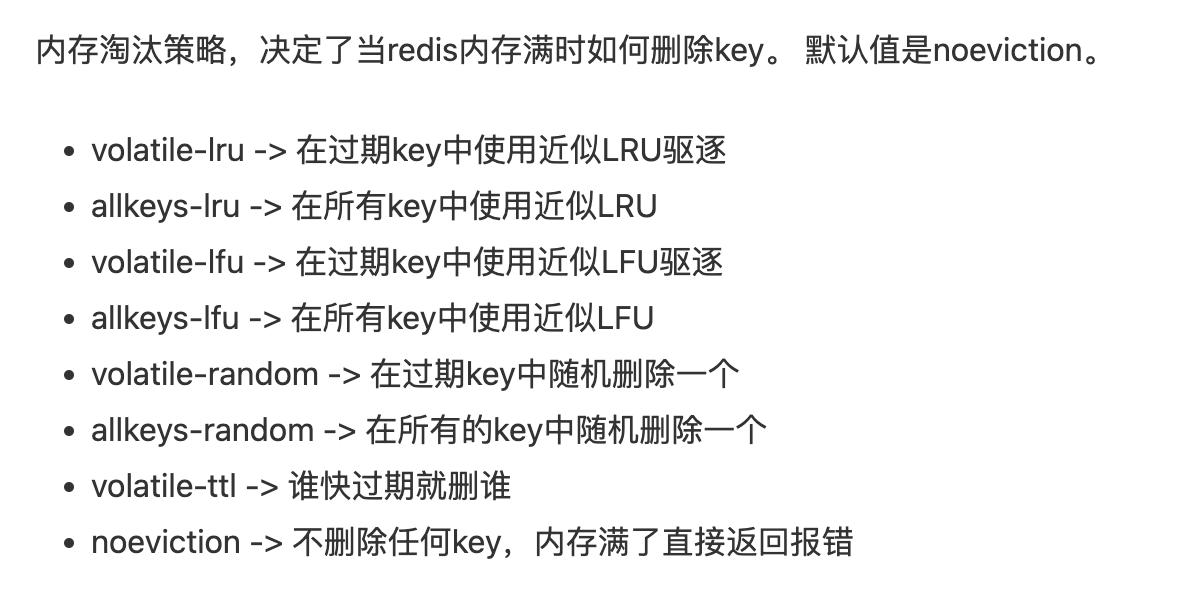 内存淘汰策略，决定了当redis内存满时如何删除key。 默认值是noeviction。
• volatile-lru -> 在过期key中使用近似LRU驱逐
• allkeys-lru -> 在所有key中使用近似LRU
• volatile-lfu -> 在过期key中使用近似LFU驱逐
• allkeys-lfu -> 在所有key中使用近似LFU
• volatile-random -> 在过期key中随机删除一个
• allkeys-random -> 在所有的key中随机删除一个
• volatile-ttl -> 谁快过期就删谁
• noeviction -> 不删除任何key，内存满了直接返回报错